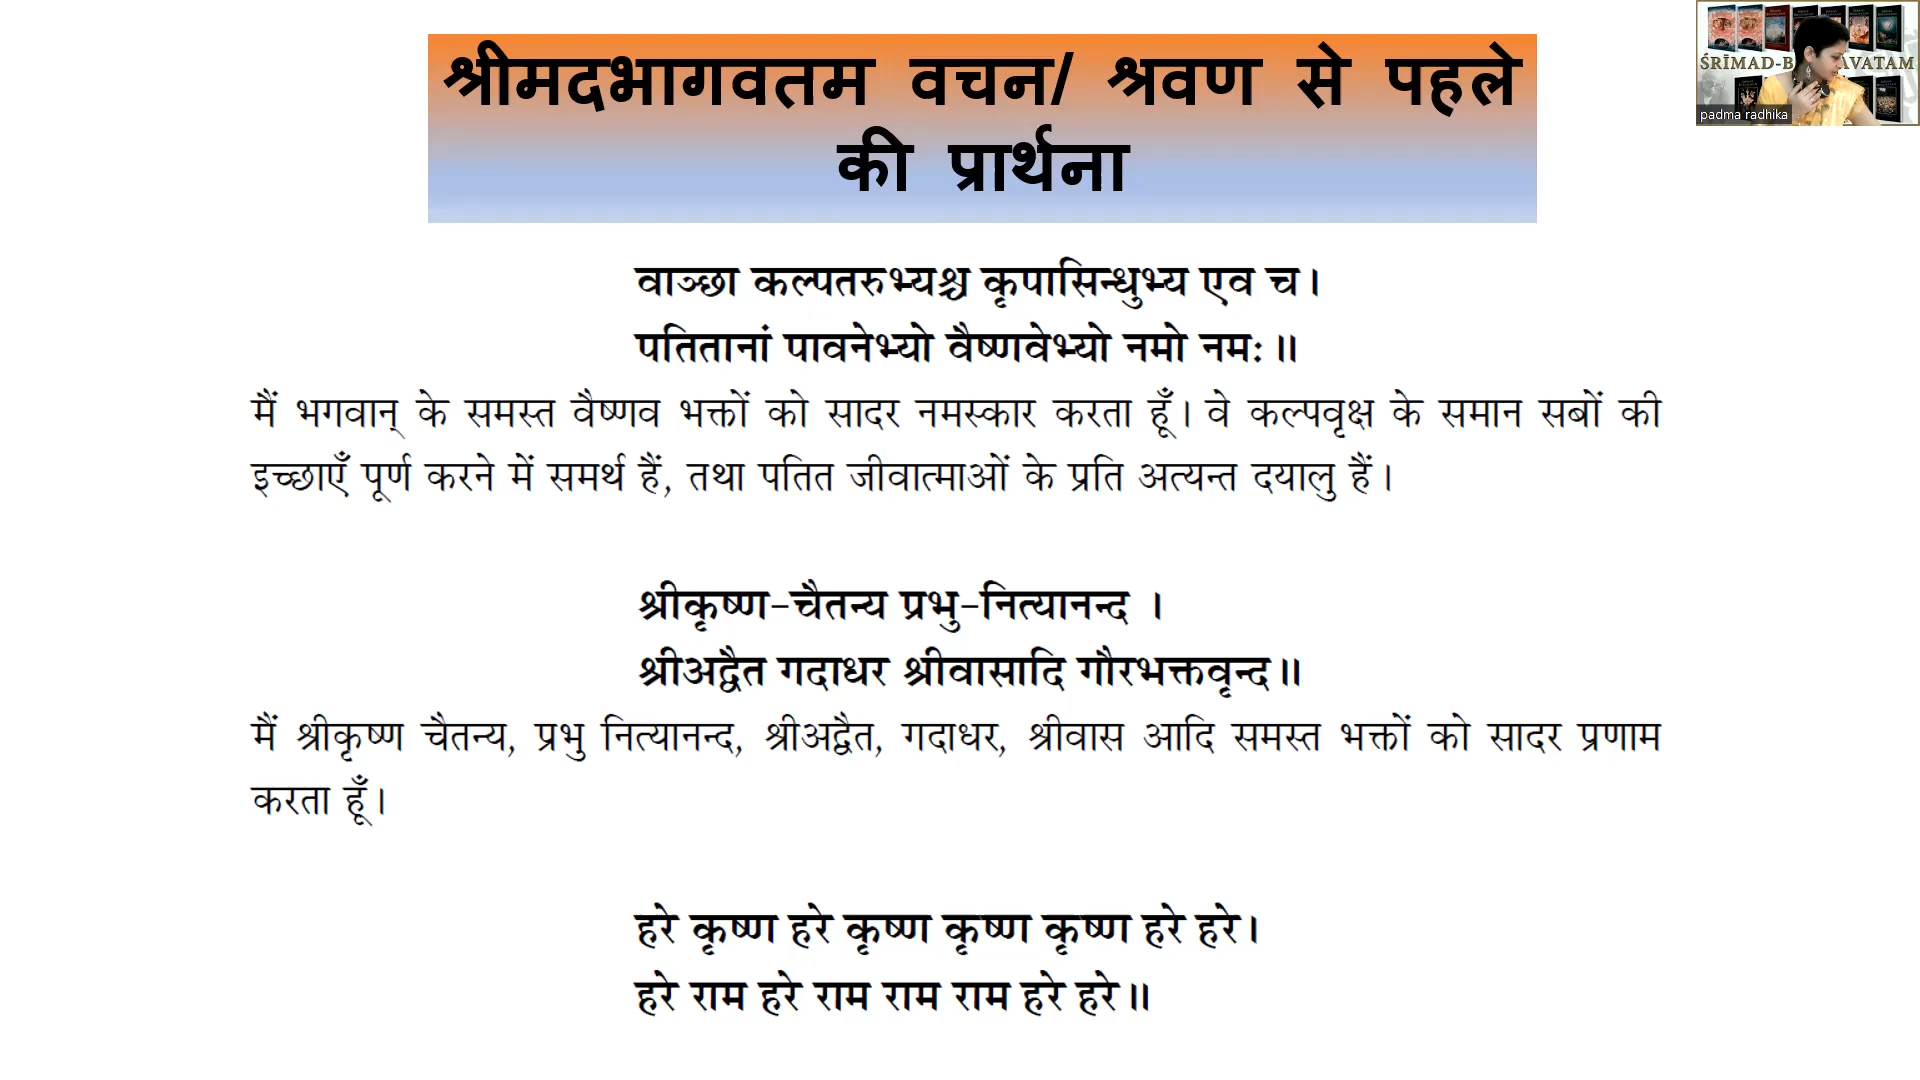 श्रीमदभागवतम वचन/ श्रवण से पहले
की प्रार्थना
वाञ्छा कल्पतरुभ्यश्च कृपासिन्धुभ्य एव च।
पतितानां पावनेभ्यो वैष्णवेभ्यो नमो नमः॥
मैं भगवान् के समस्त वैष्णव भक्तों को सादर नमस्कार करता हूँ। वे कल्पवृक्ष के समान सबों की
इच्छाएँ पूर्ण करने में समर्थ हैं, तथा पतित जीवात्माओं के प्रति अत्यन्त दयालु हैं।
श्रीकृष्ण-चैतन्य प्रभु-नित्यानन्द ।
श्रीअद्वैत गदाधर श्रीवासादि गौरभक्तवृन्द॥
मैं श्रीकृष्ण चैतन्य, प्रभु नित्यानन्द, श्रीअद्वैत, गदाधर, श्रीवास आदि समस्त भक्तों को सादर प्रणाम
करता हूँ।
हरे कृष्ण हरे कृष्ण कृष्ण कृष्ण हरे हरे।
हरे राम हरे राम राम राम हरे हरे॥
padma radhika